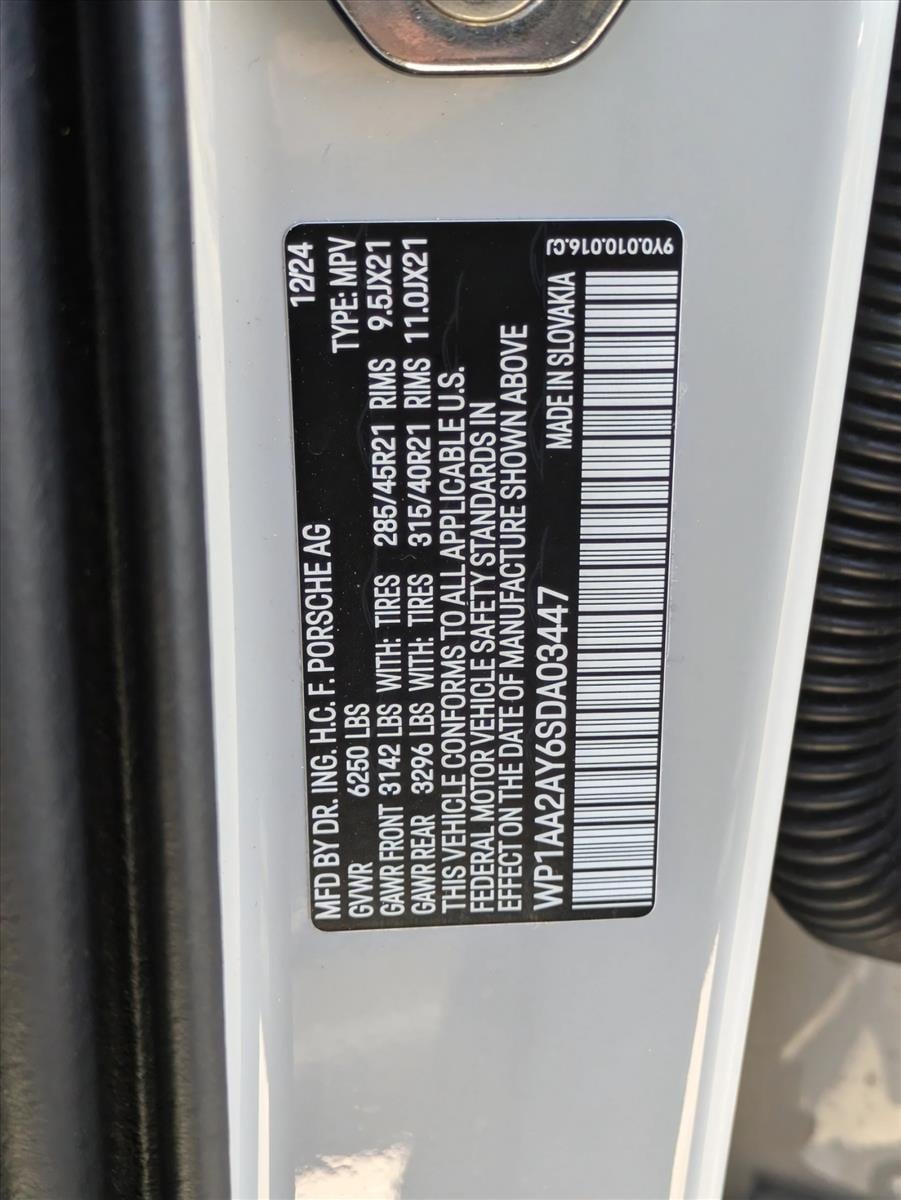 MFD BY DR. ING. H.C. F. PORSCHE AG 12/24
GVWR 6250 LBS TYPE: MPV
GAWR FRONT 3142 LBS WITH: TIRES 285/45R21 RIMS 9.5JX21
GAWR REAR 3296 LBS WITH: TIRES 315/40R21 RIMS 11.0JX21
THIS VEHICLE CONFORMS TO ALL APPLICABLE U.S.
FEDERAL MOTOR VEHICLE SAFETY STANDARDS IN
EFFECT ON THE DATE OF MANUFACTURE SHOWN ABOVE
WP1AA2AY6SDA03447
MADE IN SLOVAKIA
9Y0.010.016.CJ